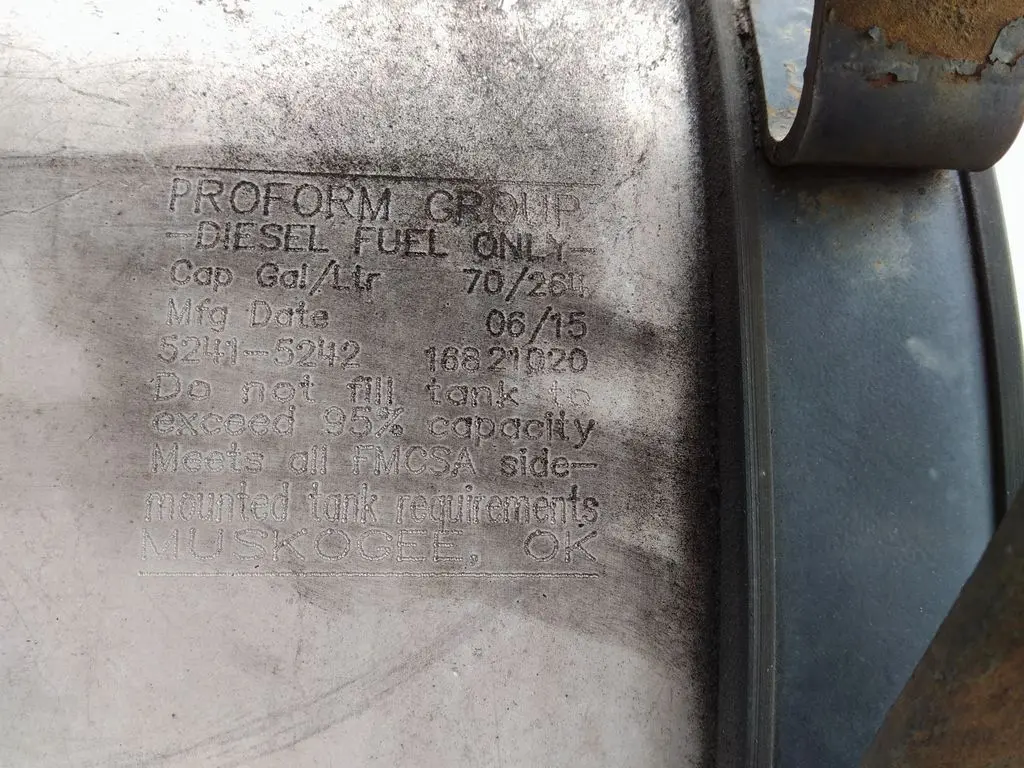 PROFORM GROUP
-DIESEL FUEL ONLY-
Cap Gal/Ltr 70/264
Mfg Date 06/15
5241-5242 16821020
Do not fill tank to
exceed 95% capacity
Meets all FMCSA side-
mounted tank requirements
MUSKOGEE, OK